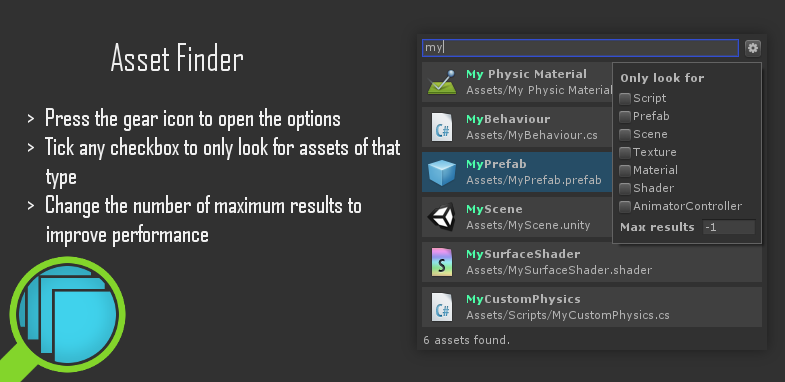 Asset Finder
> Press the gear icon to open the options
> Tick any checkbox to only look for assets of that
type
> Change the number of maximum results to
improve performance
my
My Physic Material
Assets/My Physic Material
MyBehaviour
Assets/MyBehaviour.cs
MyPrefab
Assets/MyPrefab.prefab
MyScene
Assets/MyScene.unity
MySurfaceShader
Assets/MySurfaceShader.shader
MyCustomPhysics
Assets/Scripts/MyCustomPhysics.cs
6 assets found.
Only look for
Script
Prefab
Scene
Texture
Material
Shader
AnimatorController
Max results -1
C#
S
C#